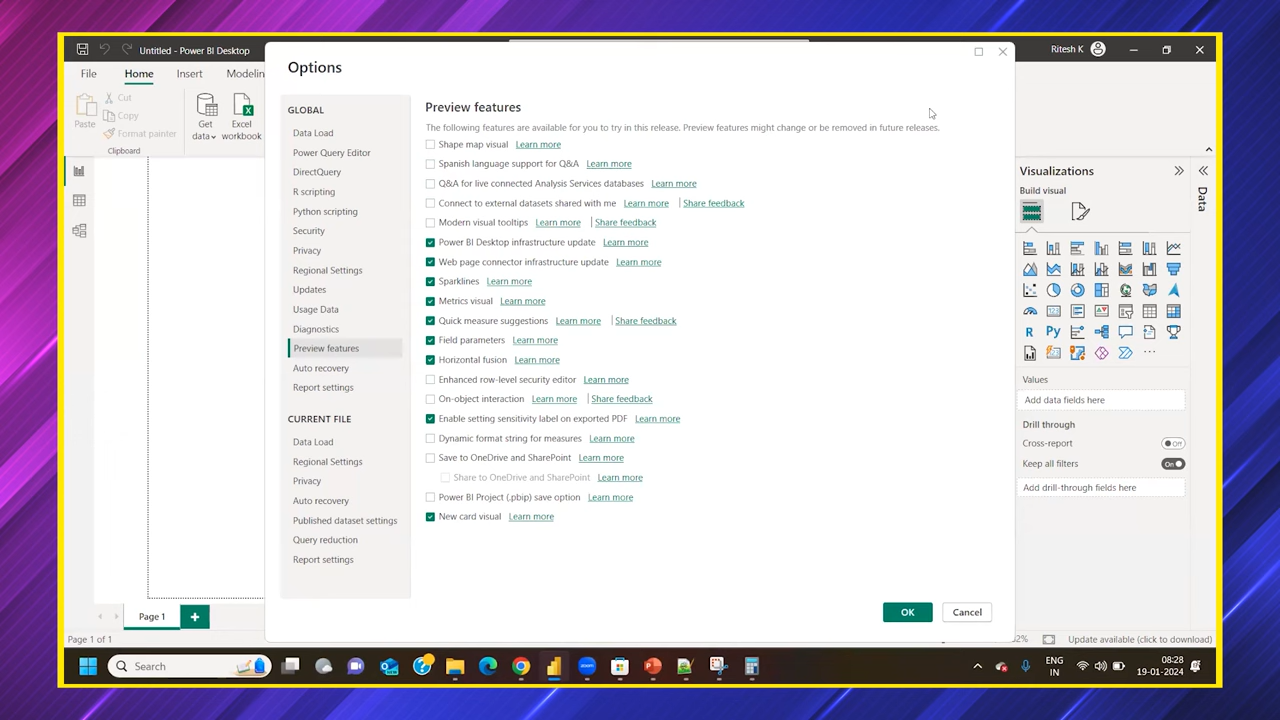 Untitled - Power BI Desktop
Ritesh K
File
Home
Insert
Modelin
Paste
Cut
Copy
Format painter
Clipboard
Get data
Excel workbook
Options
GLOBAL
Data Load
Power Query Editor
DirectQuery
R scripting
Python scripting
Security
Privacy
Regional Settings
Updates
Usage Data
Diagnostics
Preview features
Auto recovery
Report settings
CURRENT FILE
Data Load
Regional Settings
Privacy
Auto recovery
Published dataset settings
Query reduction
Report settings
Preview features
The following features are available for you to try in this release. Preview features might change or be removed in future releases.
Shape map visual Learn more
Spanish language support for Q&A Learn more
Q&A for live connected Analysis Services databases Learn more
Connect to external datasets shared with me Learn more | Share feedback
Modern visual tooltips Learn more | Share feedback
Power BI Desktop infrastructure update Learn more
Web page connector infrastructure update Learn more
Sparklines Learn more
Metrics visual Learn more
Quick measure suggestions Learn more | Share feedback
Field parameters Learn more
Horizontal fusion Learn more
Enhanced row-level security editor Learn more
On-object interaction Learn more | Share feedback
Enable setting sensitivity label on exported PDF Learn more
Dynamic format string for measures Learn more
Save to OneDrive and SharePoint Learn more
Share to OneDrive and SharePoint Learn more
Power BI Project (.pbip) save option Learn more
New card visual Learn more
OK
Cancel
Visualizations
Build visual
Data
R
Py
Values
Add data fields here
Drill through
Cross-report
Off
Keep all filters
On
Add drill-through fields here
Page 1
Page 1 of 1
Update available (click to download)
Search
ENG
IN
08:28
19-01-2024